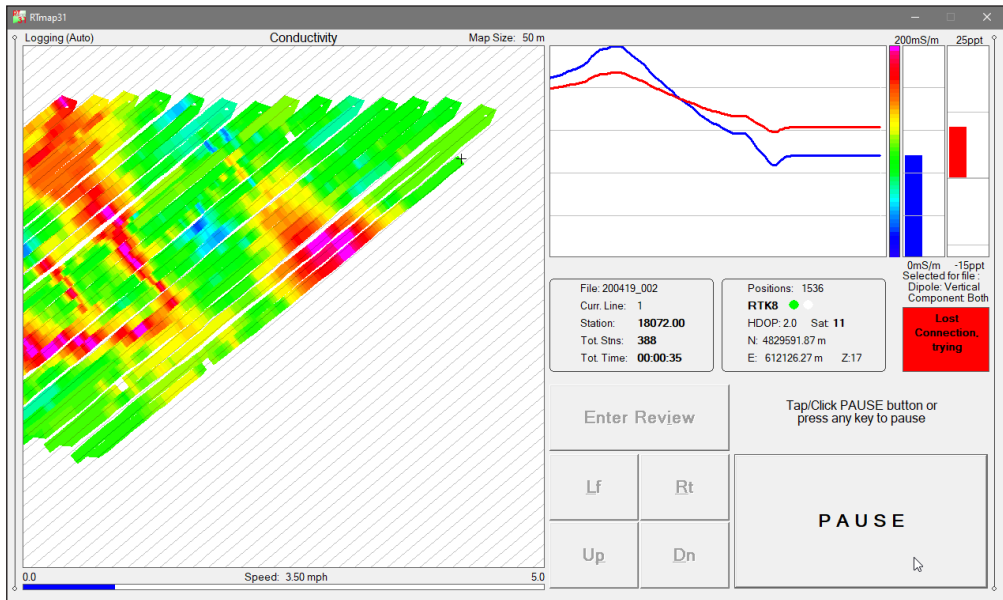 RTmap31
Logging (Auto)
Conductivity
Map Size: 50 m
200mS/m
25ppt
0mS/m
-15ppt
Selected for file :
Dipole: Vertical
Component: Both
File: 200419_002
Curr. Line: 1
Station: 18072.00
Tot. Stns: 388
Tot. Time: 00:00:35
Positions: 1536
RTK8
HDOP: 2.0 Sat: 11
N: 4829591.87 m
E: 612126.27 m Z:17
Lost
Connection,
trying
Enter Review
Tap/Click PAUSE button or
press any key to pause
Lf
Rt
PAUSE
Up
Dn
0.0
Speed: 3.50 mph
5.0